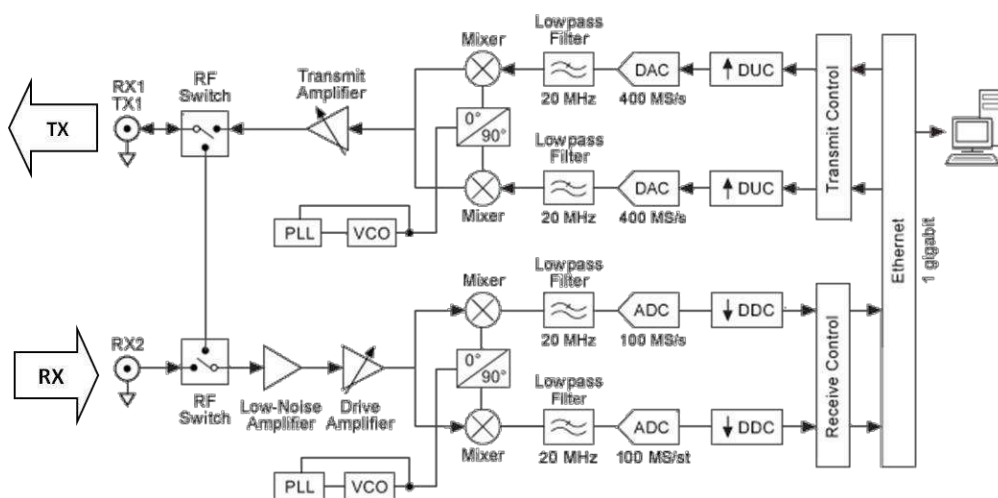 Mixer
Lowpass
Filter
20 MHz
DAC
400 MS/s
DUC
Transmit Control
Ethernet
1 gigabit
TX
RX1
TX1
RF
Switch
Transmit
Amplifier
0°
90°
Mixer
Lowpass
Filter
20 MHz
DAC
400 MS/s
DUC
PLL
VCO
RX
RX2
RF
Switch
Low-Noise
Amplifier
Drive
Amplifier
Mixer
Lowpass
Filter
20 MHz
ADC
100 MS/s
DDC
Receive Control
0°
90°
Mixer
Lowpass
Filter
20 MHz
ADC
100 MS/st
DDC
PLL
VCO